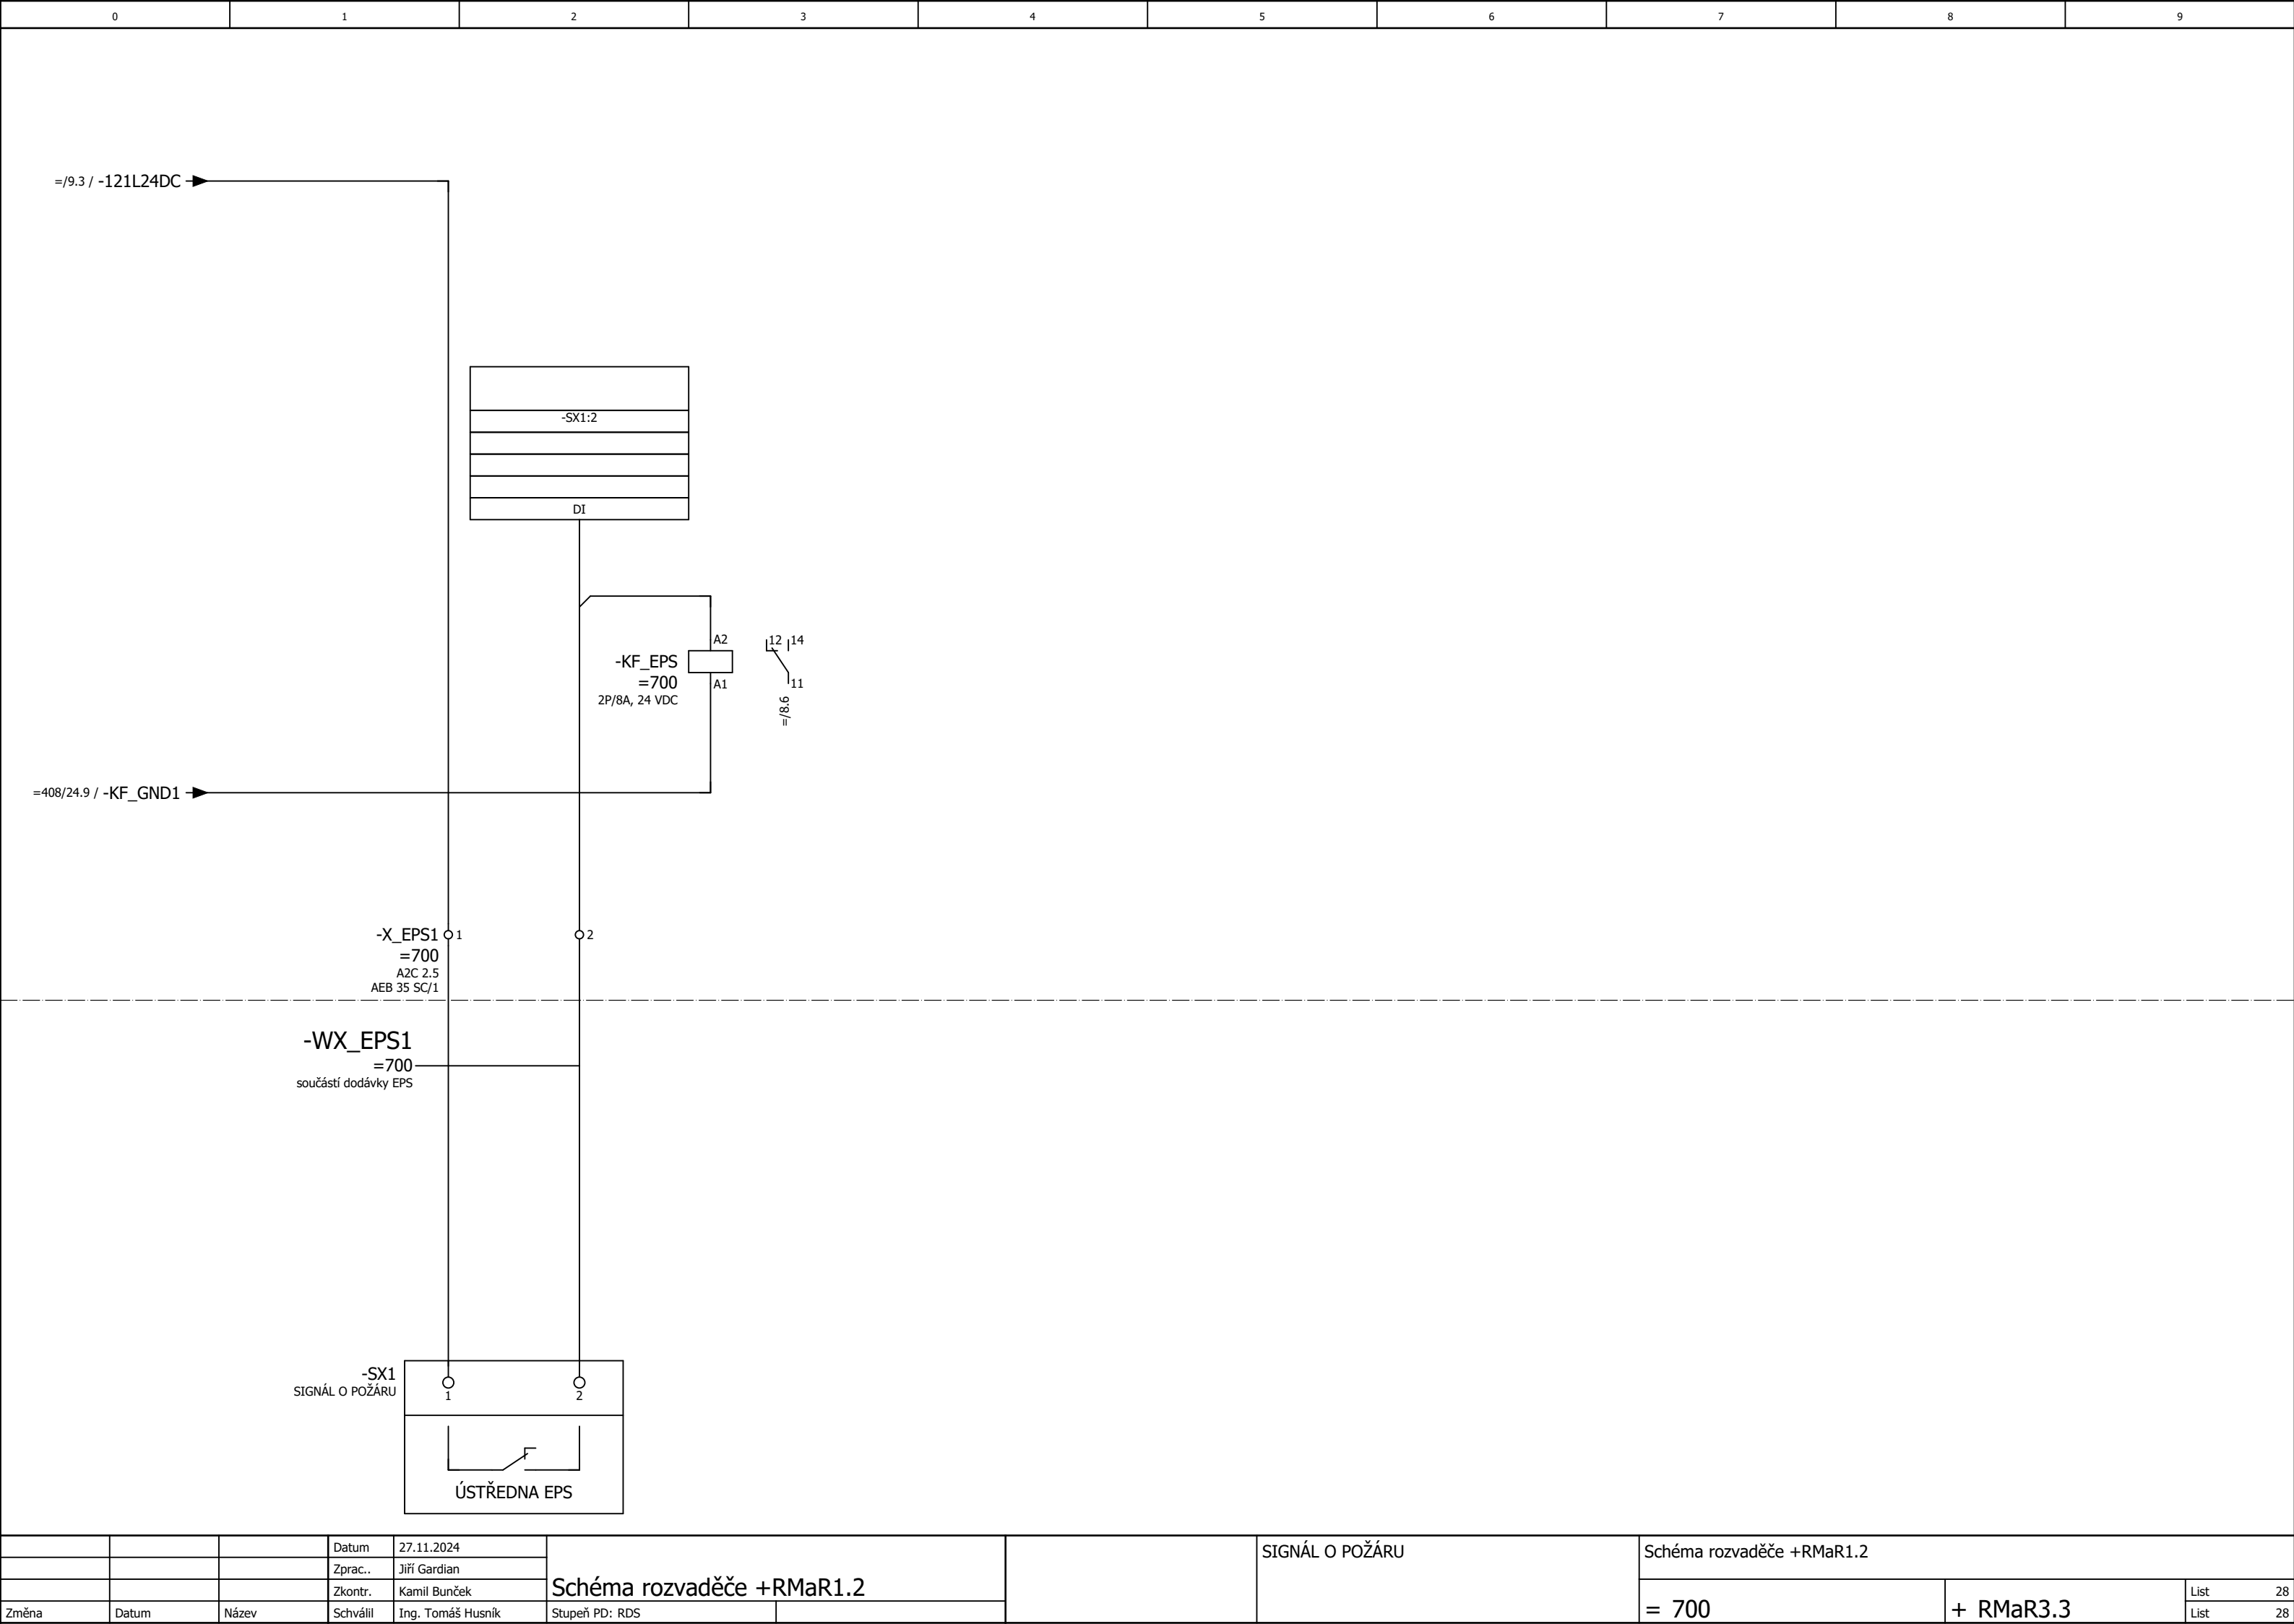 0 1 2 3 4 5 6 7 8 9
=/9.3 / -121L24DC
-SX1:2
DI
A2
12 14
-KF_EPS
=700
A1
11
2P/8A, 24 VDC
=/8.6
=408/24.9 / -KF_GND1
-X_EPS1 1 2
=700
A2C 2.5
AEB 35 SC/1
-WX_EPS1
=700
součástí dodávky EPS
-SX1
SIGNÁL O POŽÁRU
1 2
ÚSTŘEDNA EPS
Datum 27.11.2024
Zprac.. Jiří Gardian
Zkontr. Kamil Bunček
Změna Datum Název Schválil Ing. Tomáš Husník
Schéma rozvaděče +RMaR1.2
Stupeň PD: RDS
SIGNÁL O POŽÁRU
Schéma rozvaděče +RMaR1.2
= 700
+ RMaR3.3
List 28
List 28